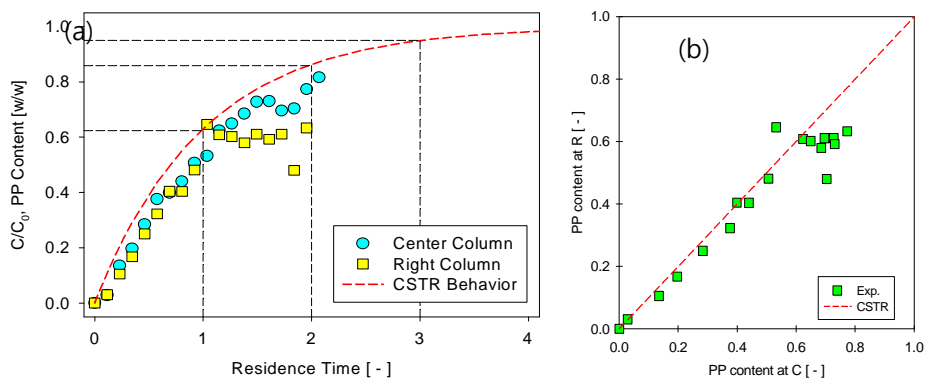 (a)
C/C0, PP Content [w/w]
1.0
0.8
0.6
0.4
0.2
0.0
0 1 2 3 4
Residence Time [ - ]
Center Column
Right Column
CSTR Behavior
(b)
PP content at R [ - ]
1.0
0.8
0.6
0.4
0.2
0.0
0.0 0.2 0.4 0.6 0.8 1.0
PP content at C [ - ]
Exp.
CSTR